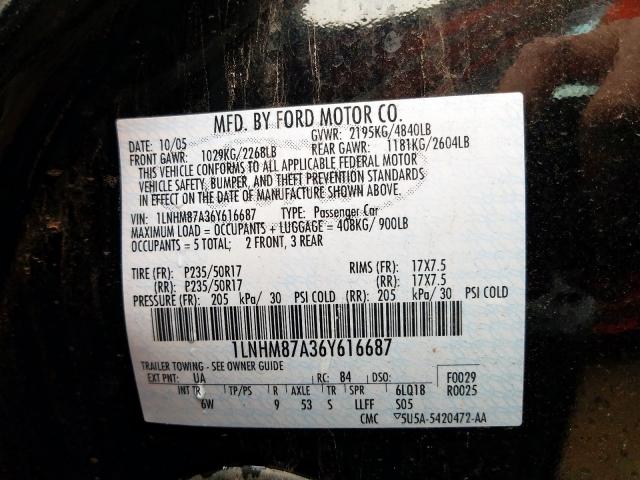 MFD. BY FORD MOTOR CO.
DATE: 10/05 GVWR: 2195KG/4840LB
FRONT GAWR: 1029KG/2268LB REAR GAWR: 1181KG/2604LB
THIS VEHICLE CONFORMS TO ALL APPLICABLE FEDERAL MOTOR
VEHICLE SAFETY, BUMPER, AND THEFT PREVENTION STANDARDS
IN EFFECT ON THE DATE OF MANUFACTURE SHOWN ABOVE.
VIN: 1LNHM87A36Y616687 TYPE: Passenger Car
MAXIMUM LOAD = OCCUPANTS + LUGGAGE = 408KG/ 900LB
OCCUPANTS = 5 TOTAL; 2 FRONT, 3 REAR
TIRE (FR): P235/50R17 RIMS (FR): 17X7.5
(RR): P235/50R17 (RR): 17X7.5
PRESSURE (FR): 205 kPa/ 30 PSI COLD (RR): 205 kPa/ 30 PSI COLD
1LNHM87A36Y616687
TRAILER TOWING - SEE OWNER GUIDE
EXT PNT: UA RC: 84 DSO: F0029
INT TR TP/PS R AXLE TR SPR 6LQ18 R0025
6W 9 53 S LLFF S05
CMC 5U5A-5420472-AA